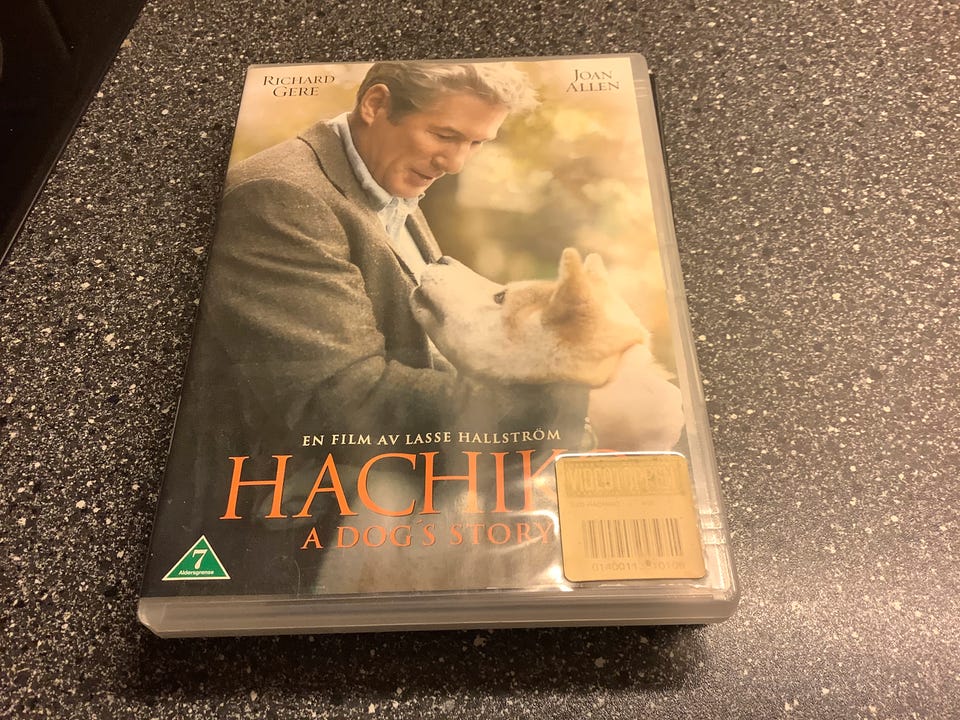 RICHARD
GERE
JOAN
ALLEN
EN FILM AV LASSE HALLSTRÖM
HACHIK
A DOG'S STORY
7
Aldersgrense